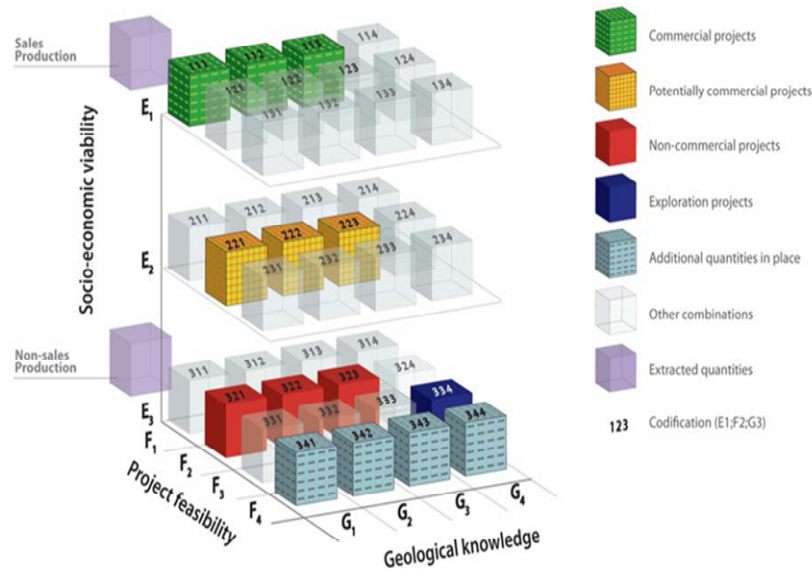 Sales
Production
Socio-economic viability
E1
111
112
113
114
121
122
123
124
131
132
133
134
E2
211
212
213
214
221
222
223
224
231
232
233
234
Non-sales
Production
E3
311
312
313
314
321
322
323
324
331
332
333
334
341
342
343
344
F1
F2
F3
F4
Project feasibility
G1
G2
G3
G4
Geological knowledge
Commercial projects
Potentially commercial projects
Non-commercial projects
Exploration projects
Additional quantities in place
Other combinations
Extracted quantities
123 Codification (E1;F2;G3)